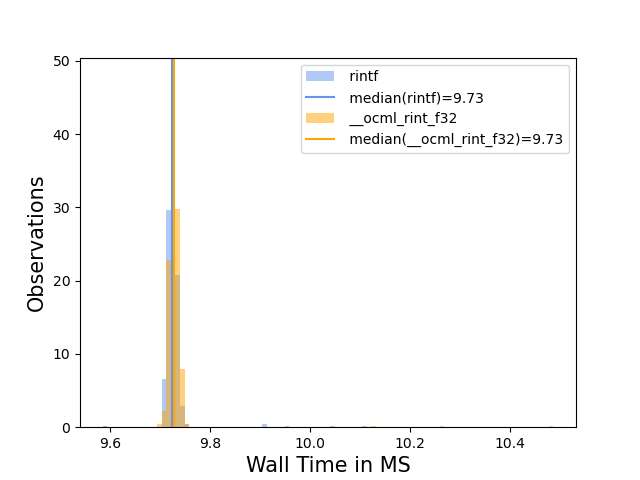 50
40
30
20
10
0
Observations
rintf
median(rintf)=9.73
__ocml_rint_f32
median(__ocml_rint_f32)=9.73
9.6 9.8 10.0 10.2 10.4
Wall Time in MS